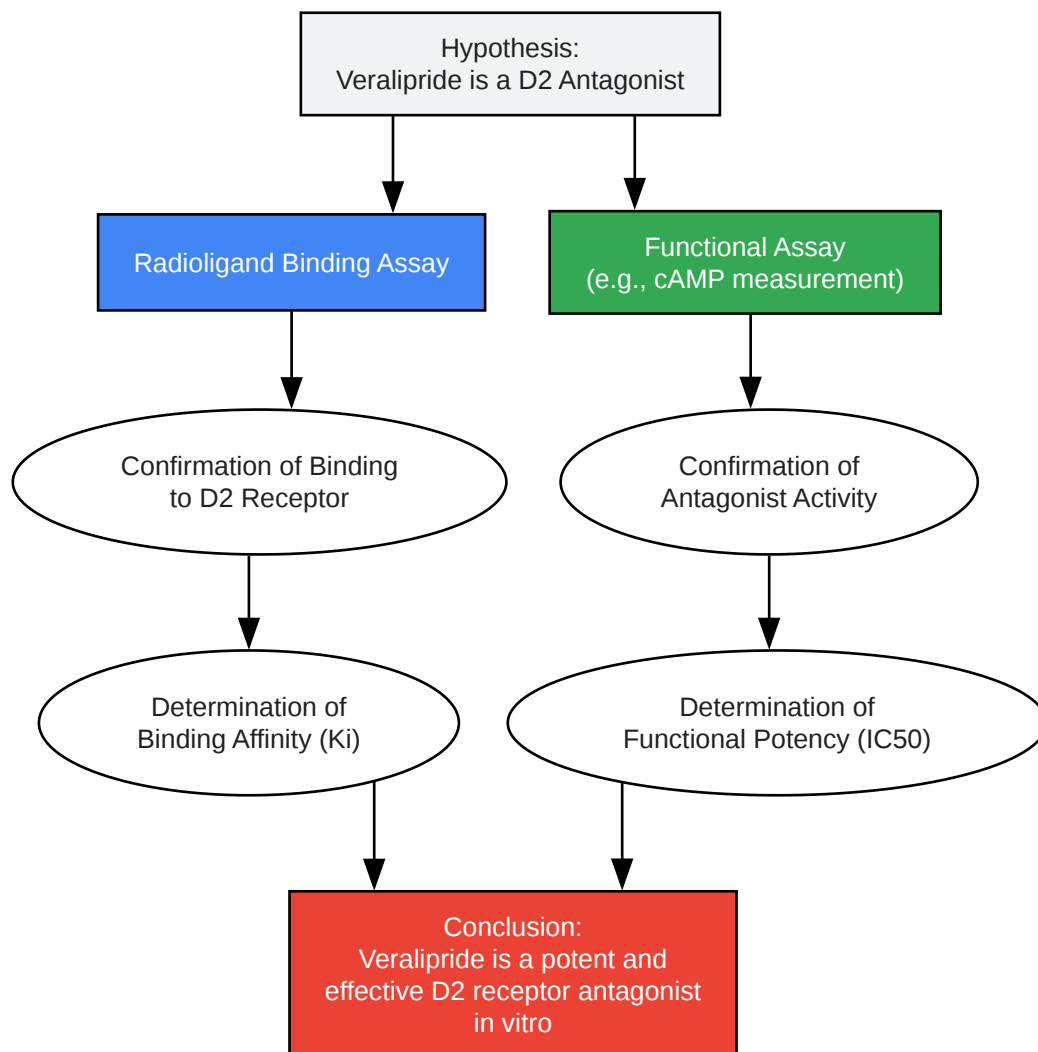 Hypothesis:
Veralipride is a D2 Antagonist
Radioligand Binding Assay
Functional Assay
(e.g., cAMP measurement)
Confirmation of Binding
to D2 Receptor
Confirmation of
Antagonist Activity
Determination of
Binding Affinity (Ki)
Determination of
Functional Potency (IC50)
Conclusion:
Veralipride is a potent and
effective D2 receptor antagonist
in vitro